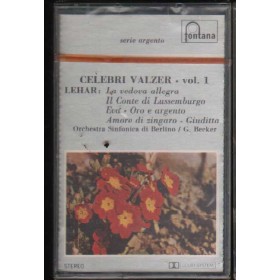 fontana
serie argento
CELEBRI VALZER - vol. 1
LEHAR: La vedova allegra
Il Conte di Lussemburgo
Eva - Oro e argento
Amore di zingaro - Giuditta
Orchestra Sinfonica di Berlino / G. Becker
STEREO